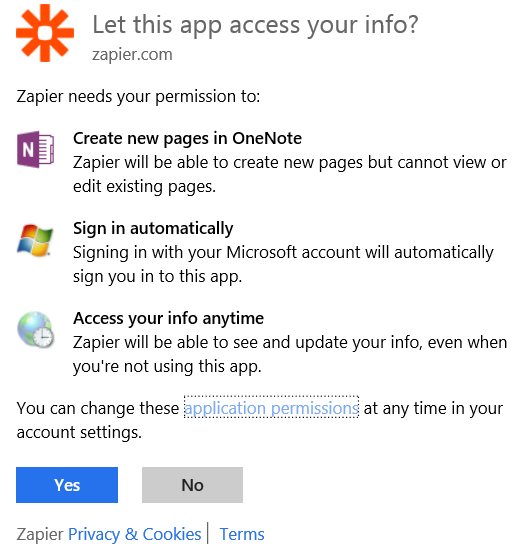 Let this app access your info?
zapier.com
Zapier needs your permission to:
N
Create new pages in OneNote
Zapier will be able to create new pages but cannot view or
edit existing pages.
Sign in automatically
Signing in with your Microsoft account will automatically
sign you in to this app.
Access your info anytime
Zapier will be able to see and update your info, even when
you're not using this app.
You can change these application permissions at any time in your
account settings.
Yes No
Zapier Privacy & Cookies | Terms